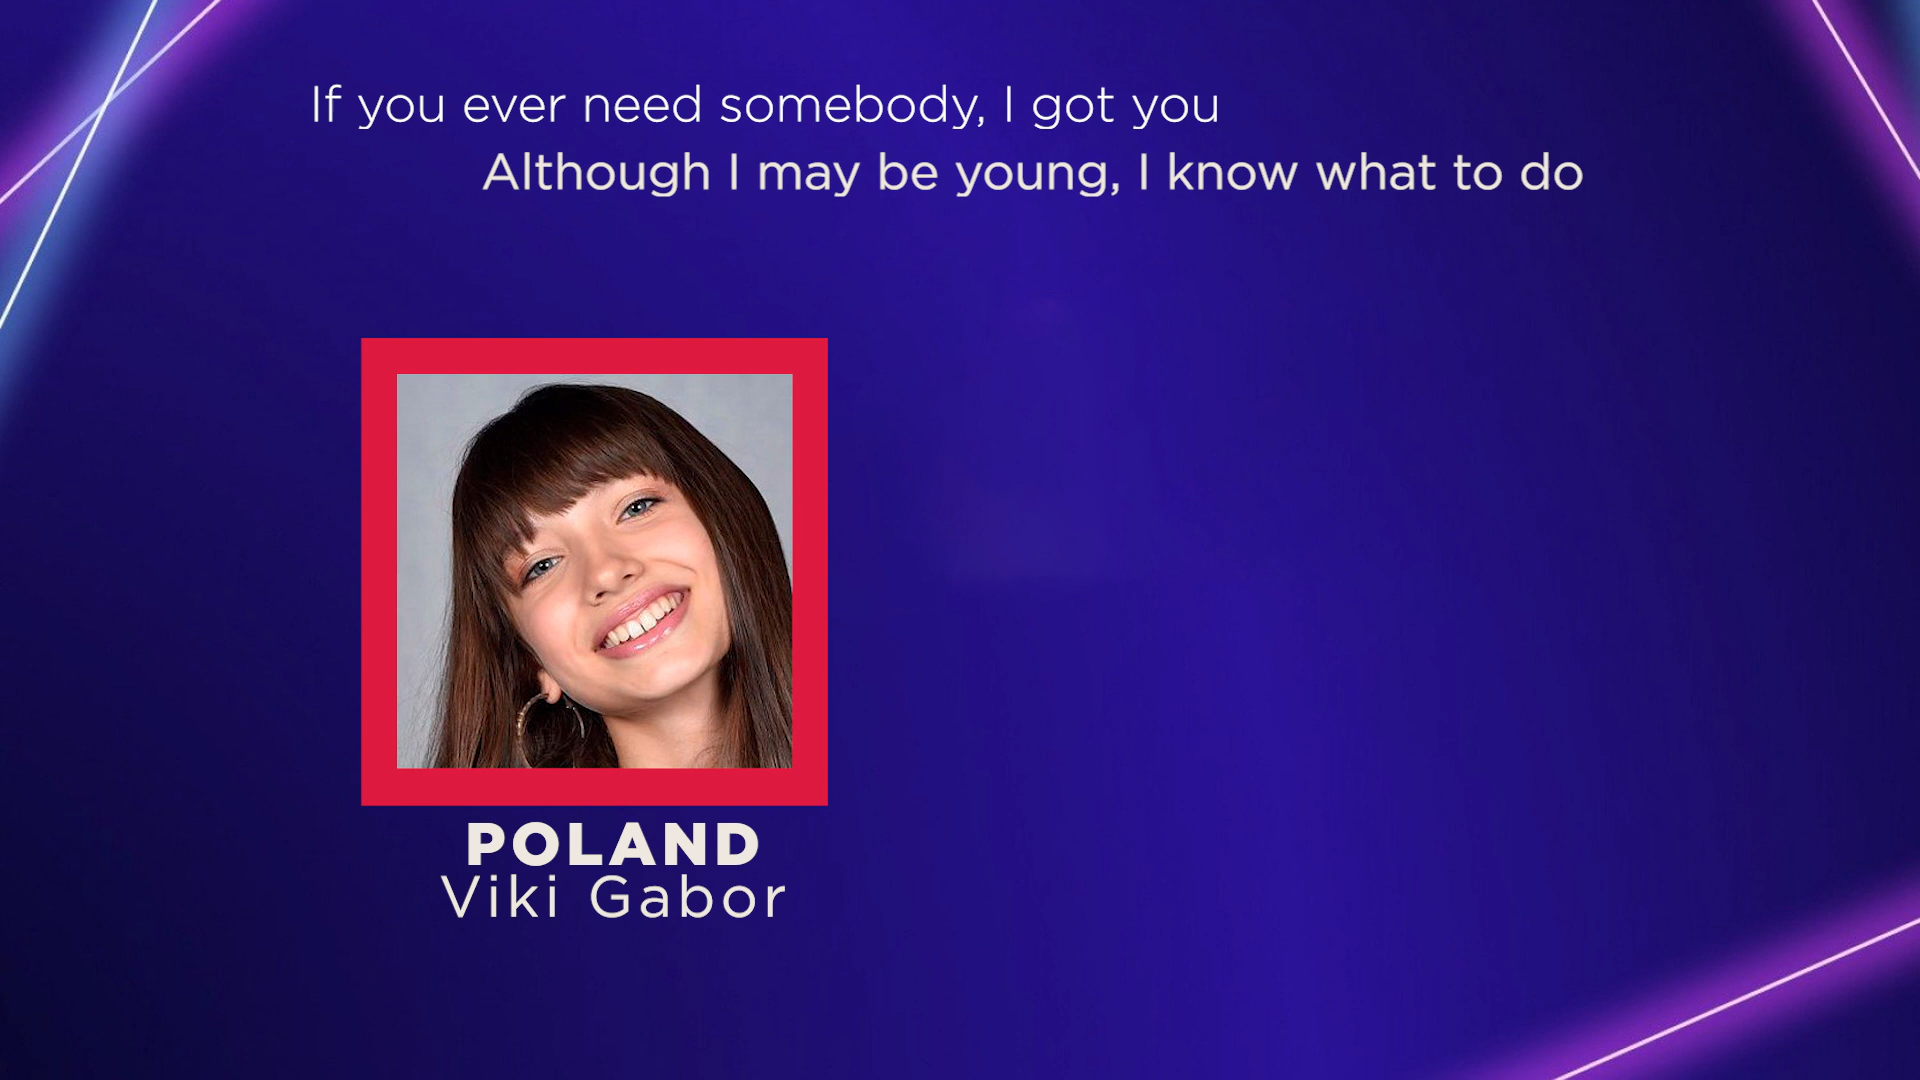 If you ever need somebody, I got you
Although I may be young, I know what to do
POLAND
Viki Gabor